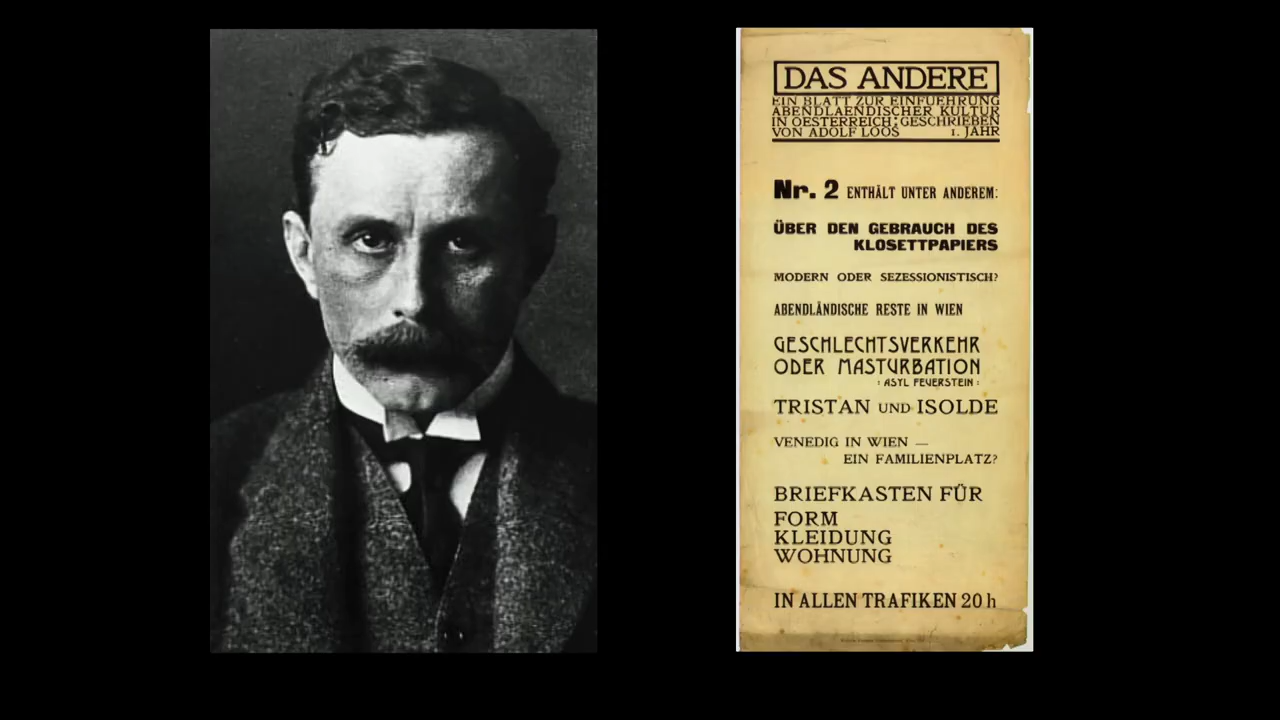 DAS ANDERE
EIN BLATT ZUR EINFUEHRUNG
ABENDLAENDISCHER KULTUR
IN OESTERREICH: GESCHRIEBEN
VON ADOLF LOOS 1. JAHR
Nr. 2 ENTHÄLT UNTER ANDEREM:
ÜBER DEN GEBRAUCH DES
KLOSETTPAPIERS
MODERN ODER SEZESSIONISTISCH?
ABENDLÄNDISCHE RESTE IN WIEN
GESCHLECHTSVERKEHR
ODER MASTURBATION
: ASYL FEUERSTEIN :
TRISTAN UND ISOLDE
VENEDIG IN WIEN —
EIN FAMILIENPLATZ?
BRIEFKASTEN FÜR
FORM
KLEIDUNG
WOHNUNG
IN ALLEN TRAFIKEN 20 h